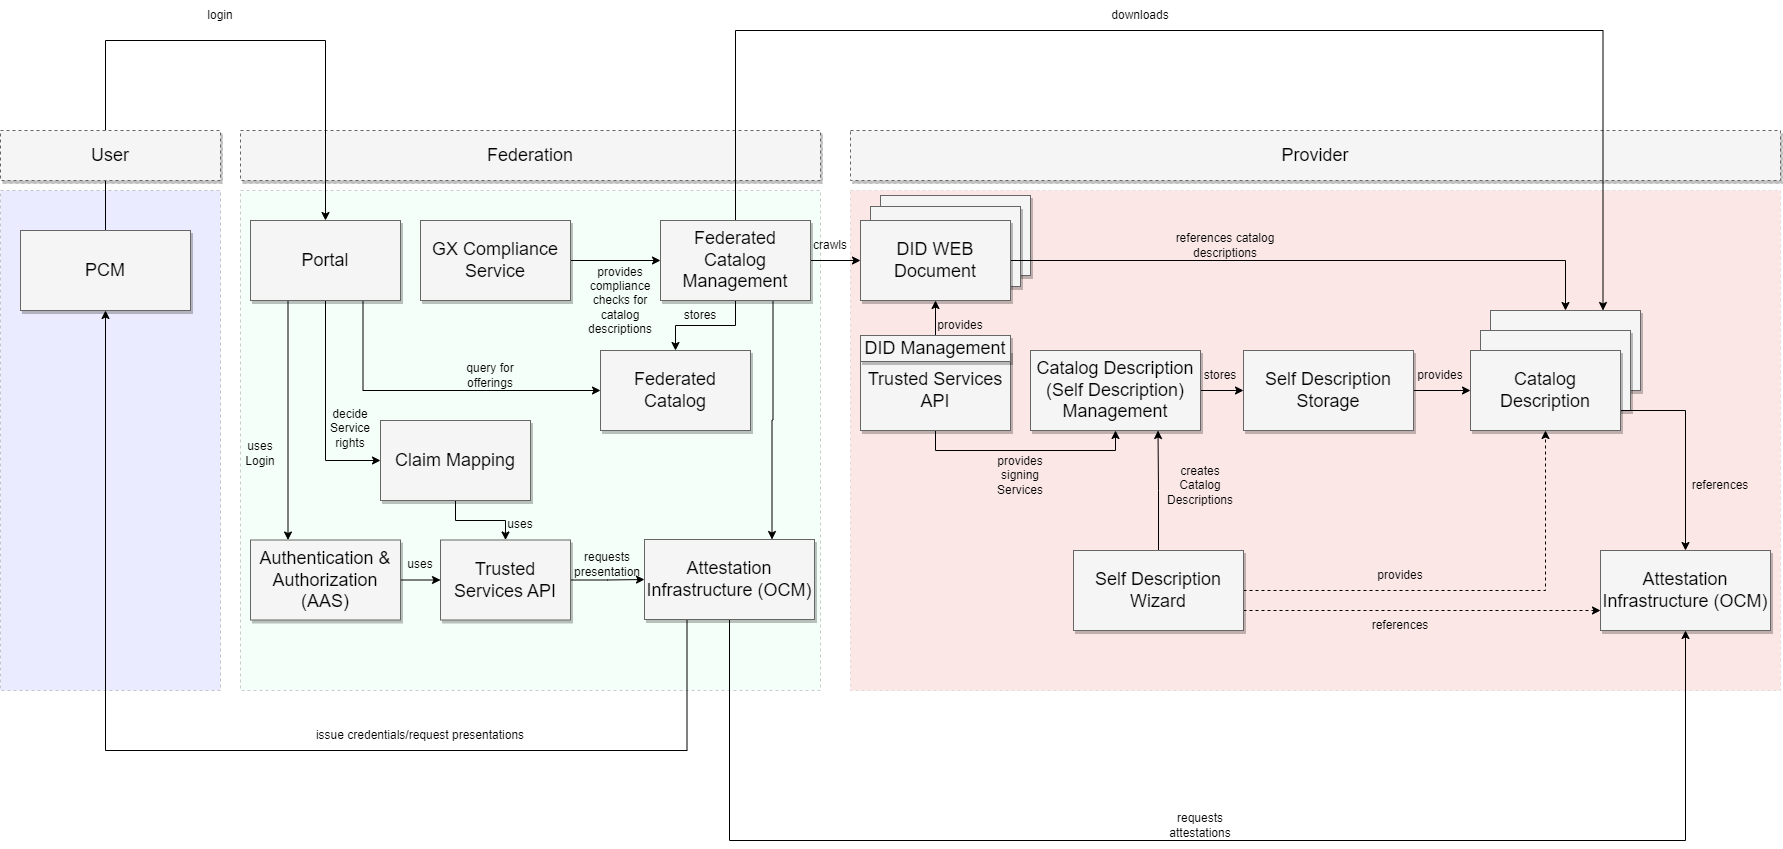 login
downloads
User
Federation
Provider
PCM
Portal
GX Compliance
Service
provides
compliance
checks for
catalog
descriptions
Federated
Catalog
Management
crawls
DID WEB
Document
references catalog
descriptions
stores
provides
DID Management
Trusted Services
API
Catalog Description
(Self Description)
Management
stores
Self Description
Storage
provides
Catalog
Description
query for
offerings
Federated
Catalog
decide
Service
rights
uses
Login
Claim Mapping
provides
signing
Services
creates
Catalog
Descriptions
references
uses
Authentication &
Authorization
(AAS)
uses
Trusted
Services API
requests
presentation
Attestation
Infrastructure (OCM)
Self Description
Wizard
provides
references
Attestation
Infrastructure (OCM)
issue credentials/request presentations
requests
attestations